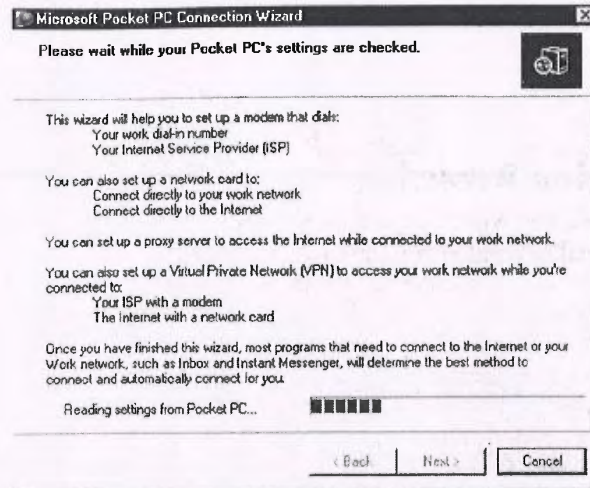 Microsoft Pocket PC Connection Wizard
Please wait while your Pocket PC's settings are checked.
This wizard will help you to set up a modem that dials:
Your work dial-in number
Your Internet Service Provider (ISP)
You can also set up a network card to:
Connect directly to your work network
Connect directly to the Internet
You can set up a proxy server to access the Internet while connected to your work network.
You can also set up a Virtual Private Network (VPN) to access your work network while you're
connected to:
Your ISP with a modem
The internet with a network card
Once you have finished this wizard, most programs that need to connect to the Internet or your
Work network, such as Inbox and Instant Messenger, will determine the best method to
connect and automatically connect for you.
Reading settings from Pocket PC...
< Back Next > Cancel